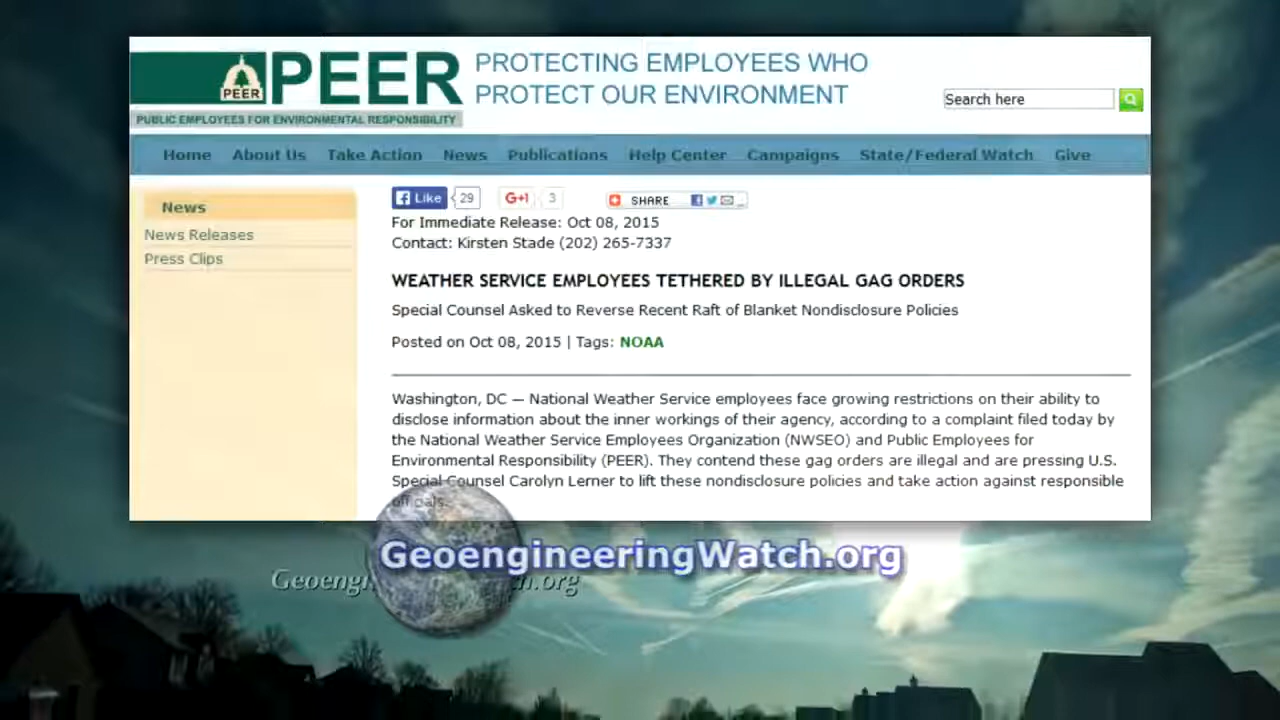 PEER
PEER
PUBLIC EMPLOYEES FOR ENVIRONMENTAL RESPONSIBILITY
PROTECTING EMPLOYEES WHO
PROTECT OUR ENVIRONMENT
Search here
Home About Us Take Action News Publications Help Center Campaigns State/Federal Watch Give
News
News Releases
Press Clips
Like 29 G+1 3 SHARE
For Immediate Release: Oct 08, 2015
Contact: Kirsten Stade (202) 265-7337
WEATHER SERVICE EMPLOYEES TETHERED BY ILLEGAL GAG ORDERS
Special Counsel Asked to Reverse Recent Raft of Blanket Nondisclosure Policies
Posted on Oct 08, 2015 | Tags: NOAA
Washington, DC — National Weather Service employees face growing restrictions on their ability to
disclose information about the inner workings of their agency, according to a complaint filed today by
the National Weather Service Employees Organization (NWSEO) and Public Employees for
Environmental Responsibility (PEER). They contend these gag orders are illegal and are pressing U.S.
Special Counsel Carolyn Lerner to lift these nondisclosure policies and take action against responsible
officials.
GeoengineeringWatch.org